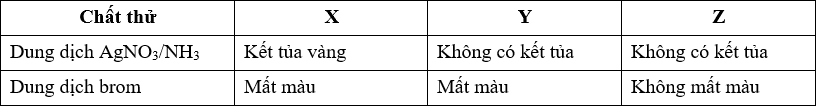 Chất thử X Y Z
Dung dịch AgNO₃/NH₃ Kết tủa vàng Không có kết tủa Không có kết tủa
Dung dịch brom Mất màu Mất màu Không mất màu